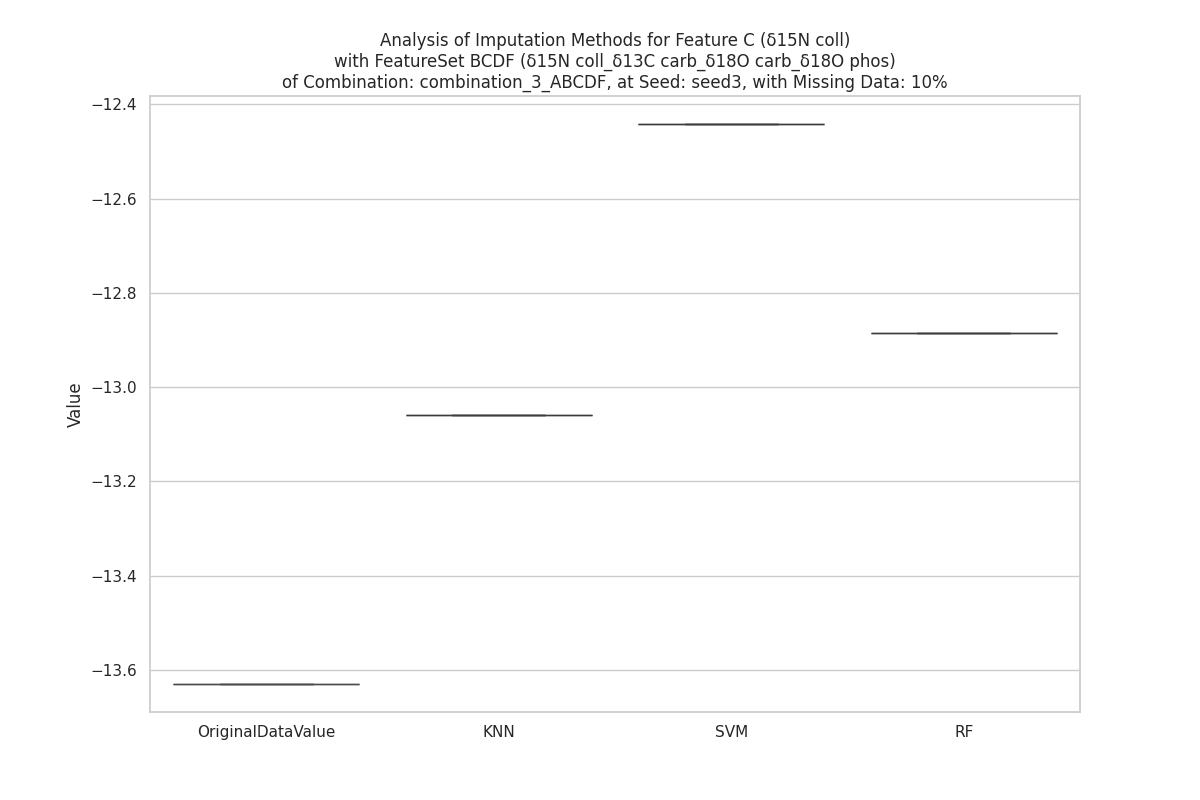 Analysis of Imputation Methods for Feature C (δ15N coll)
with FeatureSet BCDF (δ15N coll_δ13C carb_δ18O carb_δ18O phos)
of Combination: combination_3_ABCDF, at Seed: seed3, with Missing Data: 10%
−12.4
−12.6
−12.8
−13.0
−13.2
−13.4
−13.6
Value
OriginalDataValue KNN SVM RF